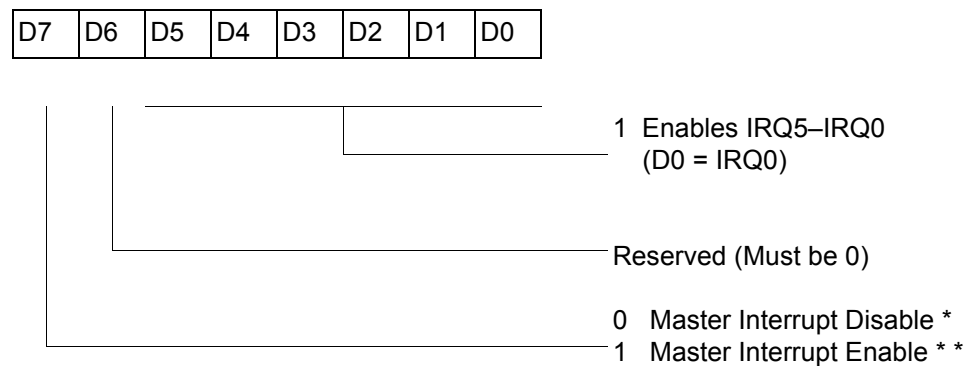 D7 D6 D5 D4 D3 D2 D1 D0
1 Enables IRQ5–IRQ0
(D0 = IRQ0)
Reserved (Must be 0)
0 Master Interrupt Disable *
1 Master Interrupt Enable * *